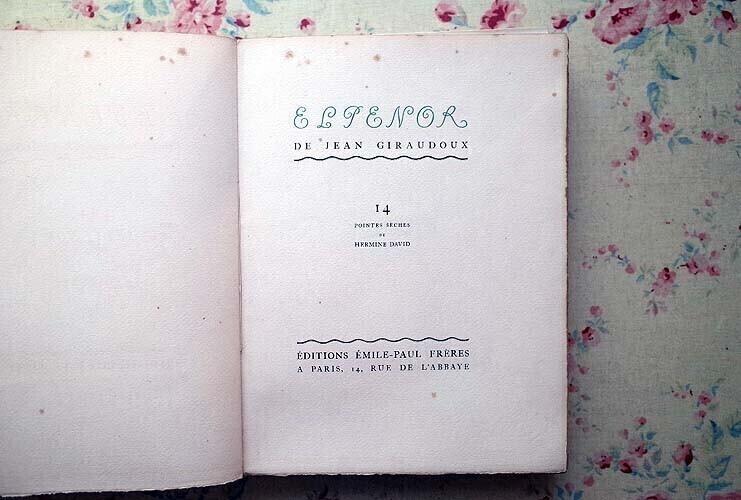 ELPENOR
DE JEAN GIRAUDOUX
14
POINTES SÈCHES
DE
HERMINE DAVID
ÉDITIONS ÉMILE-PAUL FRÈRES
A PARIS, 14, RUE DE L'ABBAYE